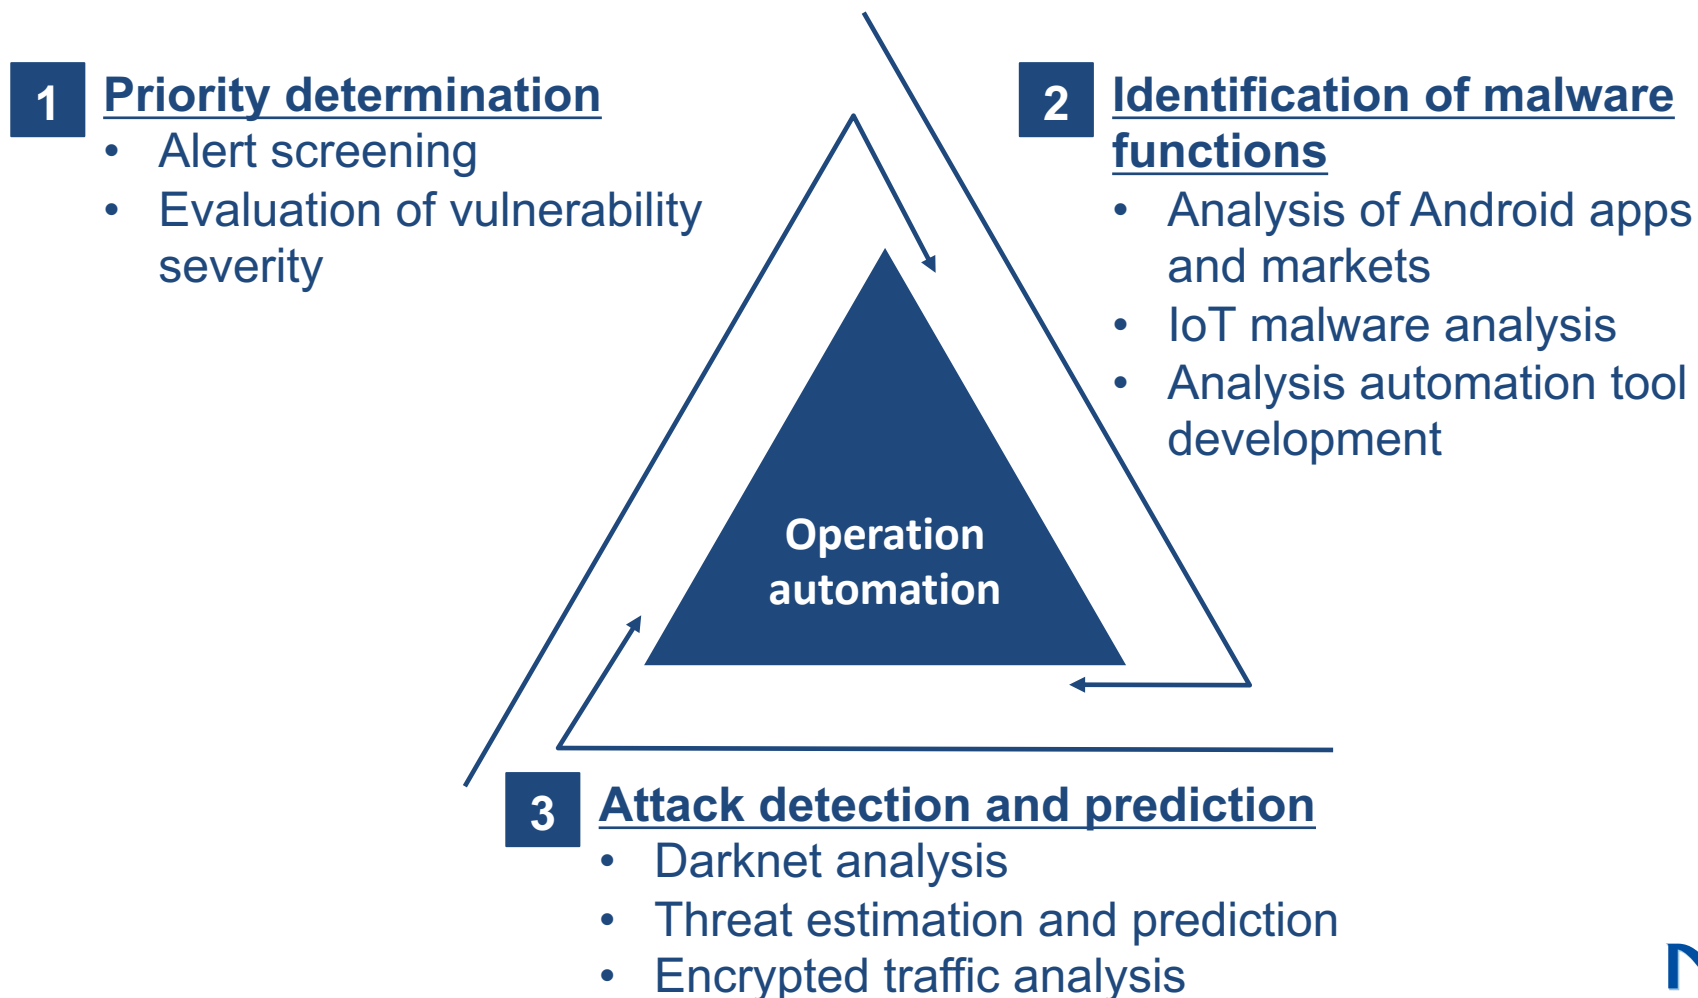 1 Priority determination
• Alert screening
• Evaluation of vulnerability
severity
2 Identification of malware
functions
• Analysis of Android apps
and markets
• IoT malware analysis
• Analysis automation tool
development
Operation
automation
3 Attack detection and prediction
• Darknet analysis
• Threat estimation and prediction
• Encrypted traffic analysis